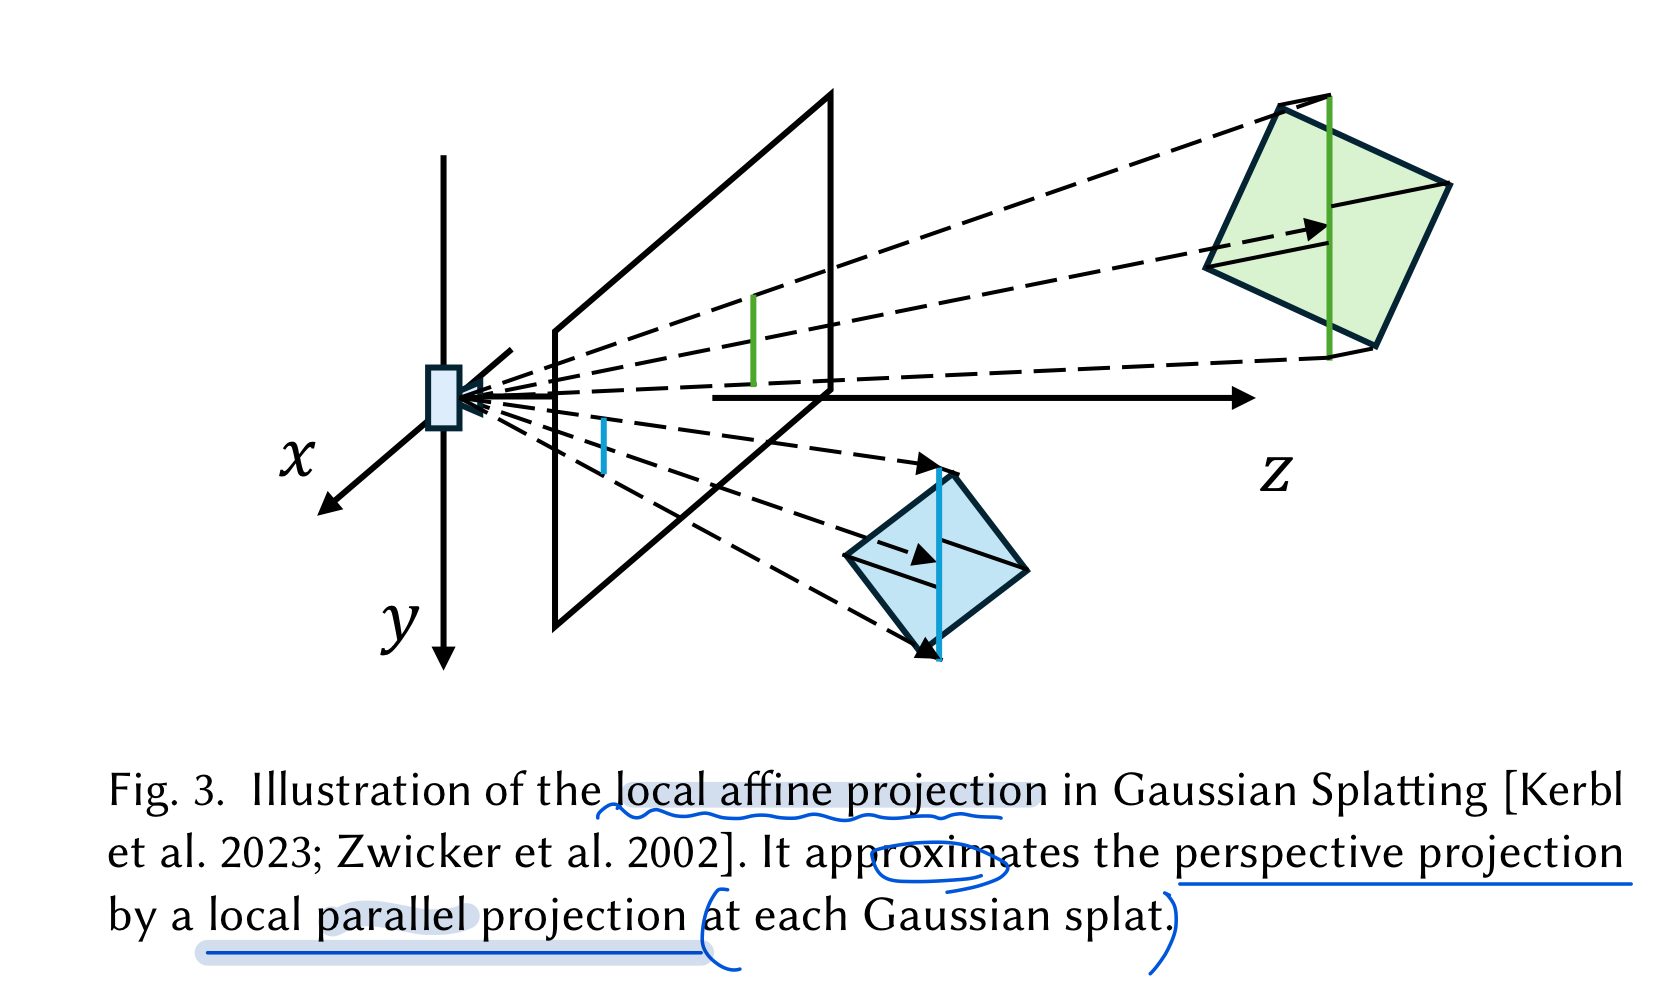 x
y
z
Fig. 3. Illustration of the local affine projection in Gaussian Splatting [Kerbl
et al. 2023; Zwicker et al. 2002]. It approximates the perspective projection
by a local parallel projection at each Gaussian splat.